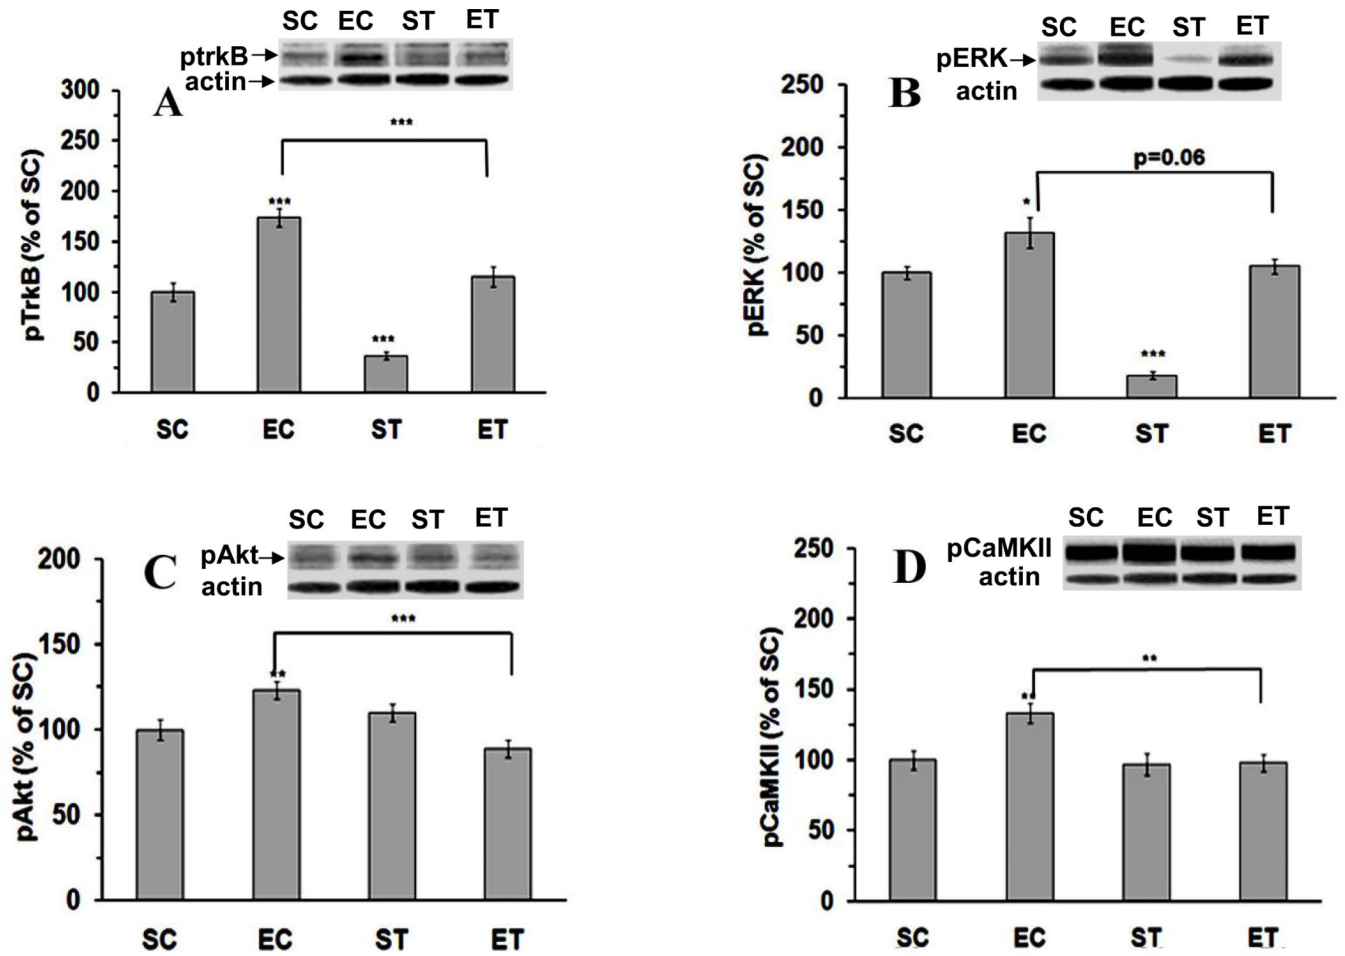 SC EC ST ET
ptrkB
actin
A
300
250
200
150
100
50
0
pTrkB (% of SC)
***
***
***
SC EC ST ET
SC EC ST ET
pERK
actin
B
250
200
150
100
50
0
pERK (% of SC)
p=0.06
*
***
SC EC ST ET
SC EC ST ET
pAkt
actin
C
200
150
100
50
0
pAkt (% of SC)
***
**
SC EC ST ET
SC EC ST ET
pCaMKII
actin
D
250
200
150
100
50
0
pCaMKII (% of SC)
**
**
SC EC ST ET